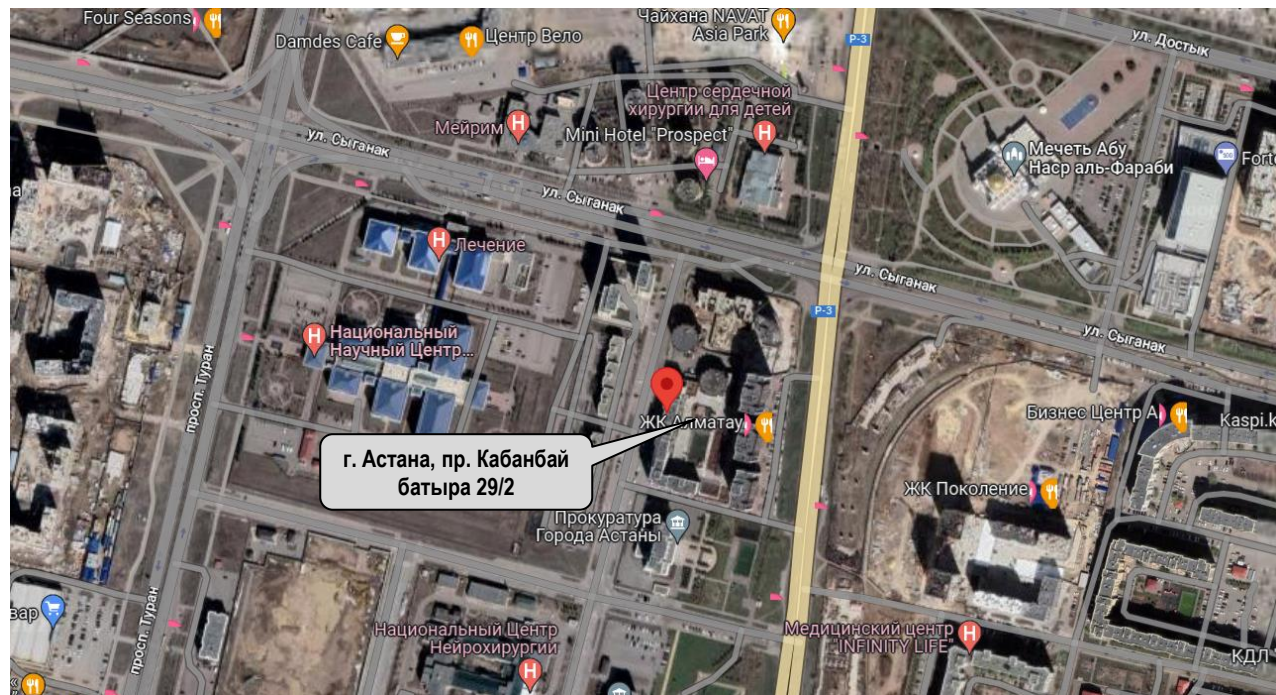 Four Seasons
Damdes Cafe
Центр Вело
Чайхана NAVAT
Asia Park
P-3
ул. Достык
Центр сердечной
хирургии для детей
Мейрим
Mini Hotel "Prospect"
ул. Сыганак
Мечеть Абу
Наср аль-Фараби
Forte
ул. Сыганак
Лечение
ул. Сыганак
P-3
ул. Сыганак
Национальный
Научный Центр...
просп. Туран
ЖК Алматау
Бизнес Центр А
Kaspi.k
г. Астана, пр. Кабанбай
батыра 29/2
ЖК Поколение
Прокуратура
Города Астаны
вар
просп. Туран
Национальный Центр
Нейрохирургии
Медицинский центр
"INFINITY LIFE"
КДЛ